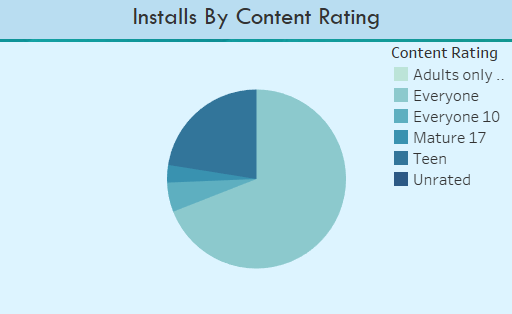 Installs By Content Rating
Content Rating
Adults only ..
Everyone
Everyone 10
Mature 17
Teen
Unrated